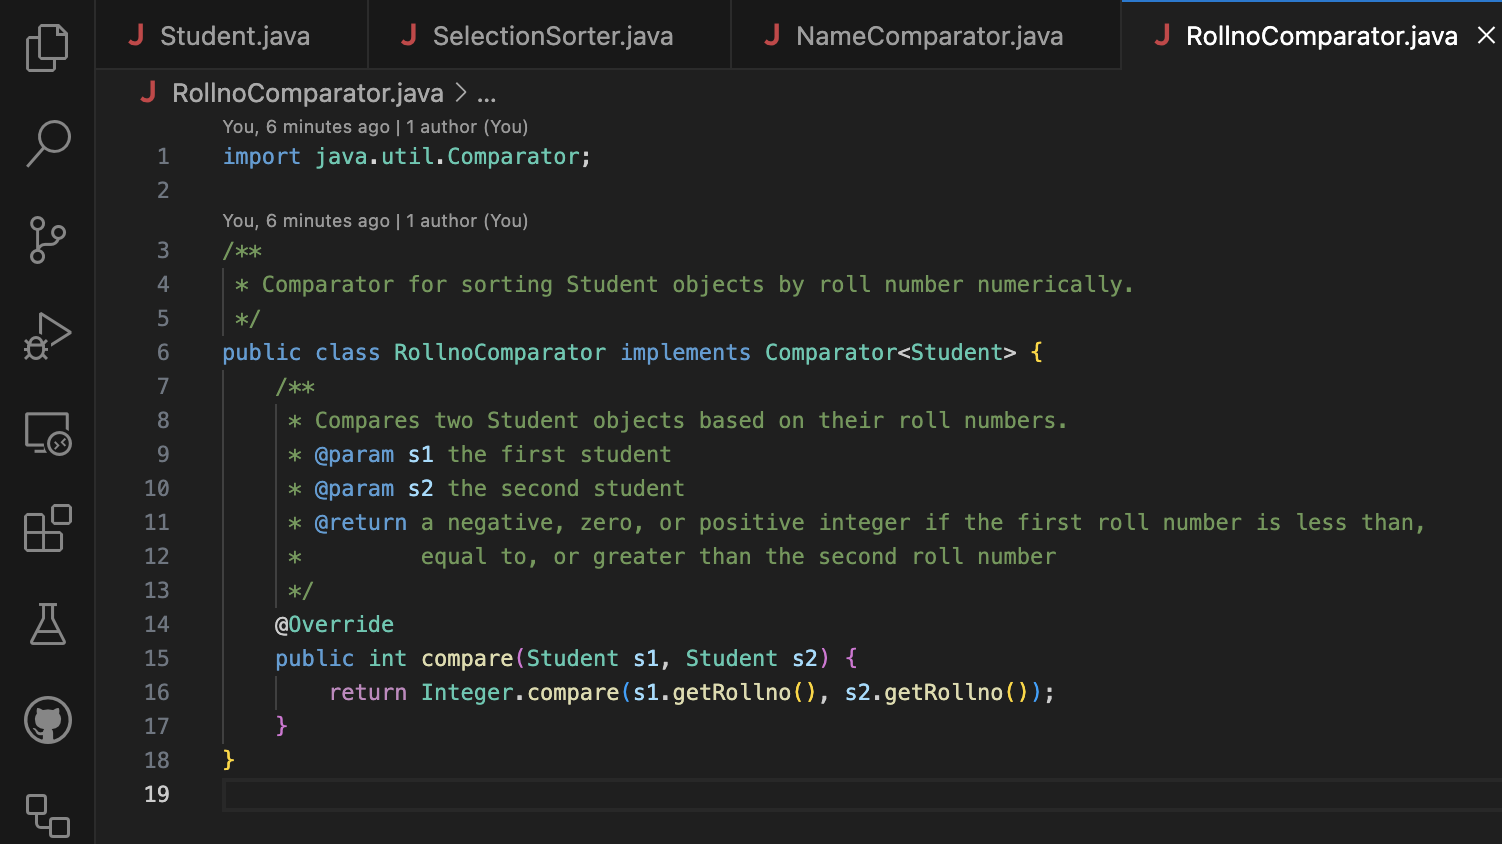 Student.java SelectionSorter.java NameComparator.java RollnoComparator.java
RollnoComparator.java > ...
You, 6 minutes ago | 1 author (You)
1 import java.util.Comparator;
2
You, 6 minutes ago | 1 author (You)
3 /**
4  * Comparator for sorting Student objects by roll number numerically.
5  */
6 public class RollnoComparator implements Comparator<Student> {
7     /**
8      * Compares two Student objects based on their roll numbers.
9      * @param s1 the first student
10      * @param s2 the second student
11      * @return a negative, zero, or positive integer if the first roll number is less than,
12      *         equal to, or greater than the second roll number
13      */
14     @Override
15     public int compare(Student s1, Student s2) {
16         return Integer.compare(s1.getRollno(), s2.getRollno());
17     }
18 }
19